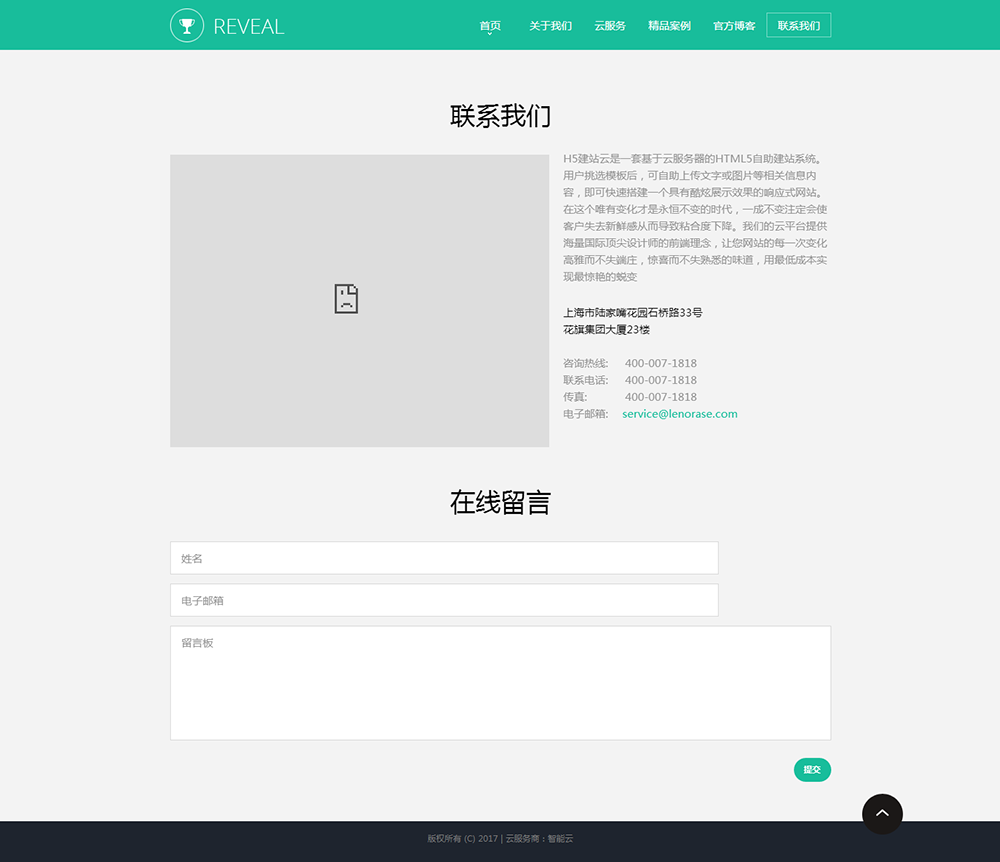 REVEAL
首页 关于我们 云服务 精品案例 官方博客 联系我们
联系我们
H5建站云是一套基于云服务器的HTML5自助建站系统。
用户挑选模板后，可自助上传文字或图片等相关信息内
容，即可快速搭建一个具有酷炫展示效果的响应式网站。
在这个唯有变化才是永恒不变的时代，一成不变注定会使
客户失去新鲜感从而导致粘合度下降。我们的云平台提供
海量国际顶尖设计师的前端理念，让您网站的每一次变化
高雅而不失端庄，惊喜而不失熟悉的味道，用最低成本实
现最惊艳的蜕变
上海市陆家嘴花园石桥路33号
花旗集团大厦23楼
咨询热线: 400-007-1818
联系电话: 400-007-1818
传真: 400-007-1818
电子邮箱: service@lenorase.com
在线留言
姓名
电子邮箱
留言板
提交
版权所有 (C) 2017 | 云服务商：智能云